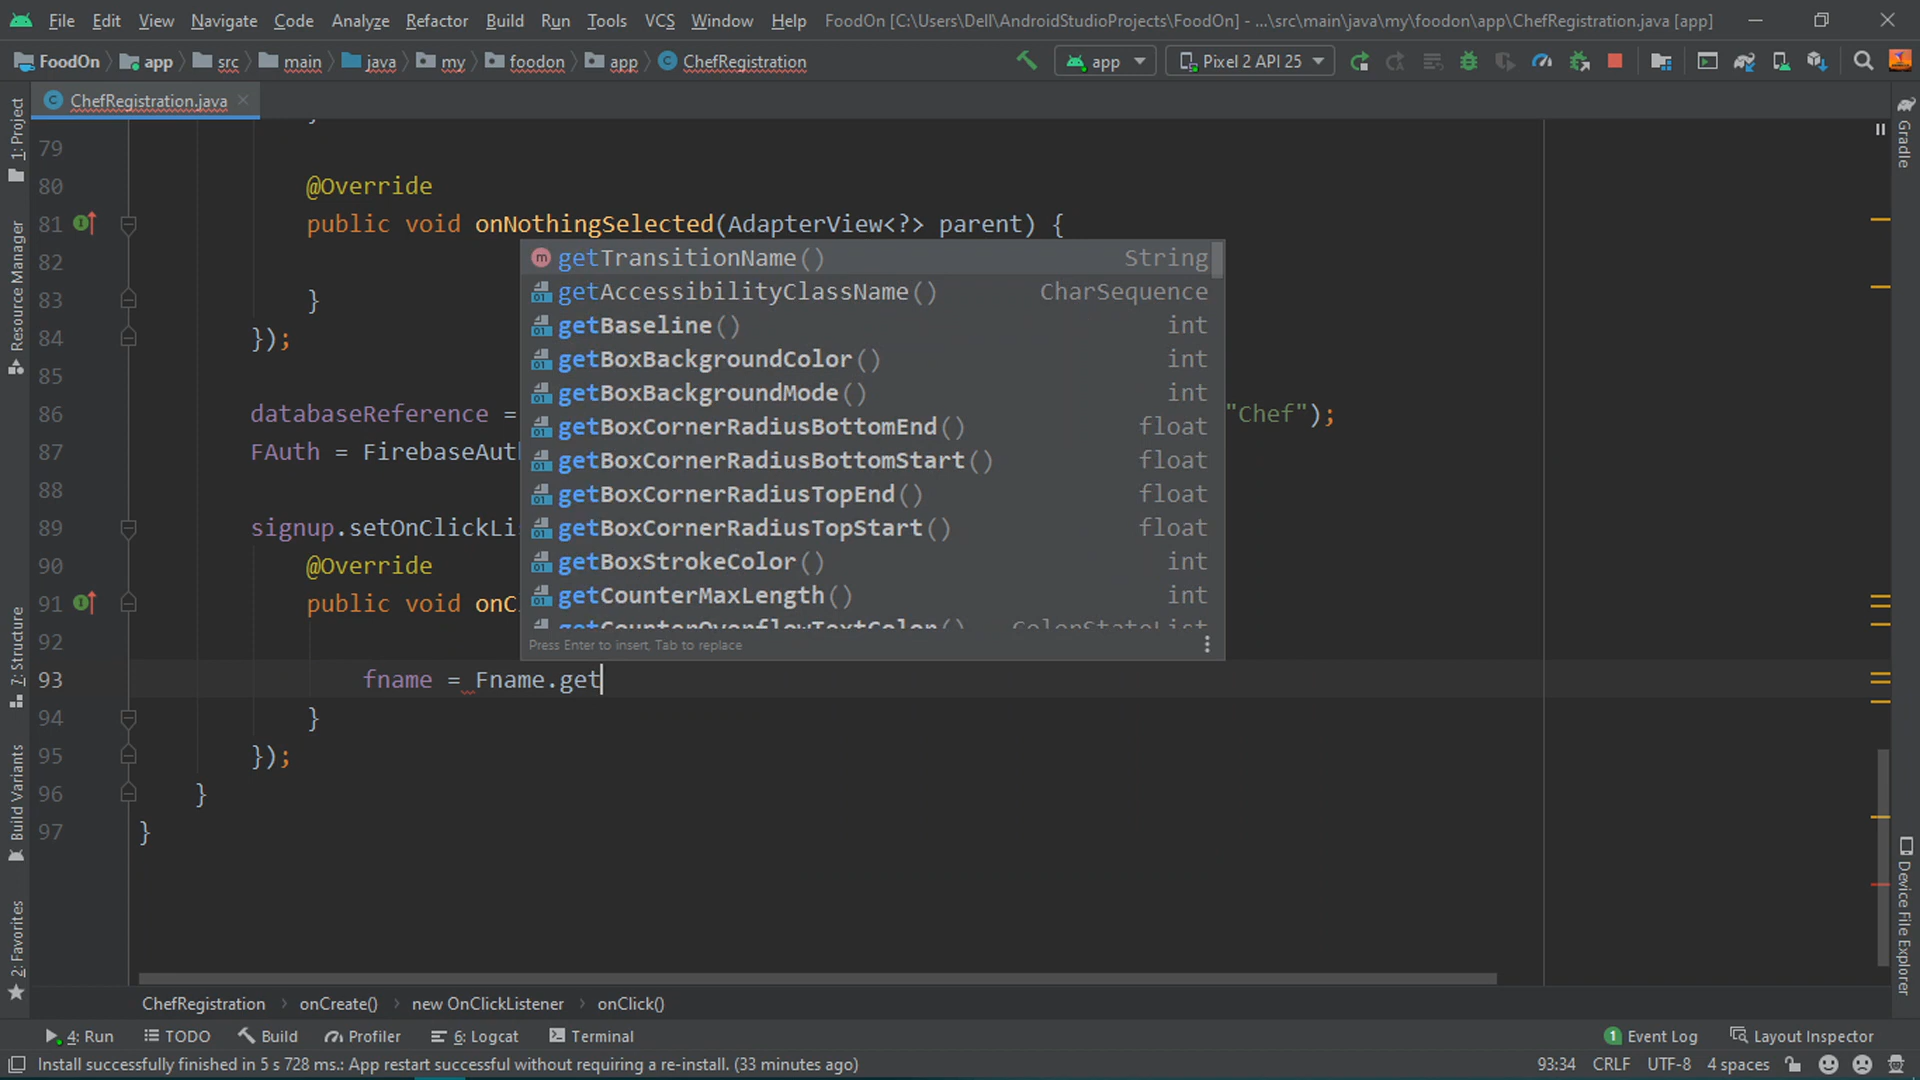 File Edit View Navigate Code Analyze Refactor Build Run Tools VCS Window Help FoodOn [C:\Users\Dell\AndroidStudioProjects\FoodOn] - ...\src\main\java\my\foodon\app\ChefRegistration.java [app]
FoodOn app src main java my foodon app ChefRegistration app Pixel 2 API 25
ChefRegistration.java
79
80 @Override
81 public void onNothingSelected(AdapterView<?> parent) {
82
83 }
84 });
85
86 databaseReference = "Chef");
87 FAuth = FirebaseAuth
88
89 signup.setOnClickLi
90 @Override
91 public void onC
92
93 fname = Fname.get
94 }
95 });
96 }
97 }
getTransitionName() String
getAccessibilityClassName() CharSequence
getBaseline() int
getBoxBackgroundColor() int
getBoxBackgroundMode() int
getBoxCornerRadiusBottomEnd() float
getBoxCornerRadiusBottomStart() float
getBoxCornerRadiusTopEnd() float
getBoxCornerRadiusTopStart() float
getBoxStrokeColor() int
getCounterMaxLength() int
getCounterOverflowTextColor() ColorStateList
Press Enter to insert, Tab to replace
1: Project
Resource Manager
7: Structure
Build Variants
2: Favorites
Gradle
Device File Explorer
ChefRegistration › onCreate() › new OnClickListener › onClick()
4: Run TODO Build Profiler 6: Logcat Terminal 1 Event Log Layout Inspector
Install successfully finished in 5 s 728 ms.: App restart successful without requiring a re-install. (33 minutes ago) 93:34 CRLF UTF-8 4 spaces